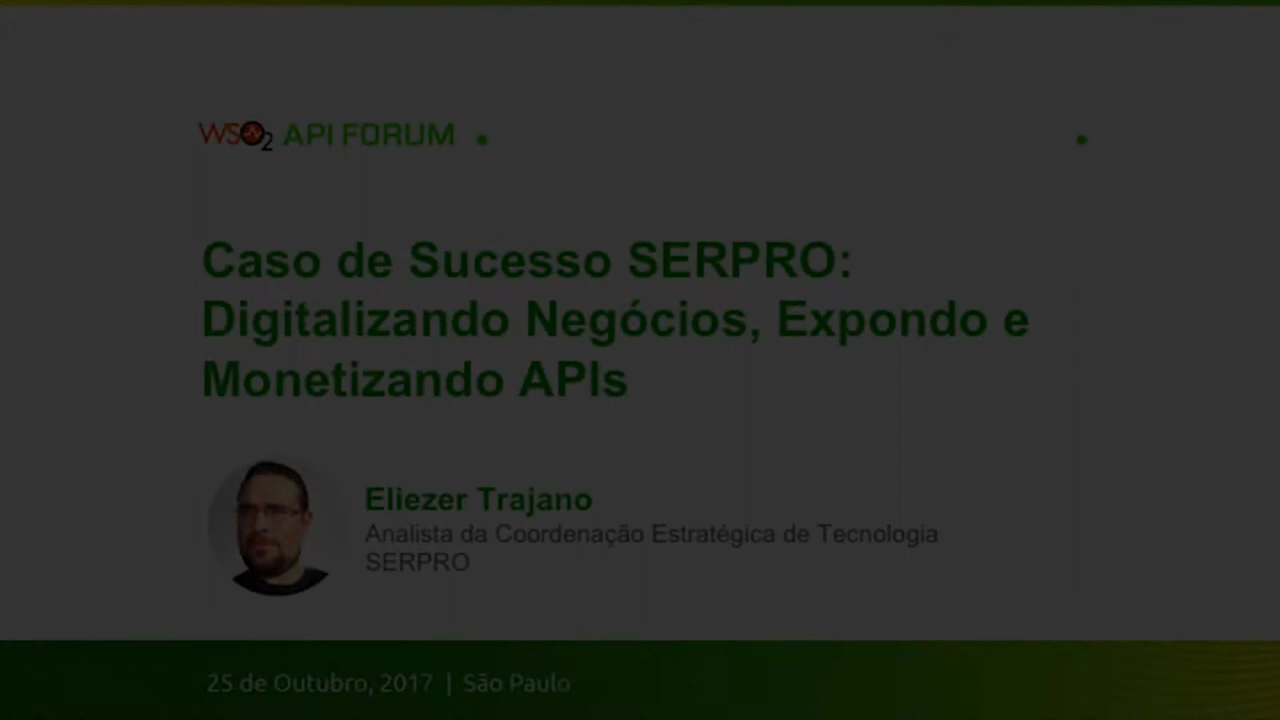 WSO2 API FORUM
Caso de Sucesso SERPRO:
Digitalizando Negócios, Expondo e
Monetizando APIs
Eliezer Trajano
Analista da Coordenação Estratégica de Tecnologia
SERPRO
25 de Outubro, 2017 | São Paulo